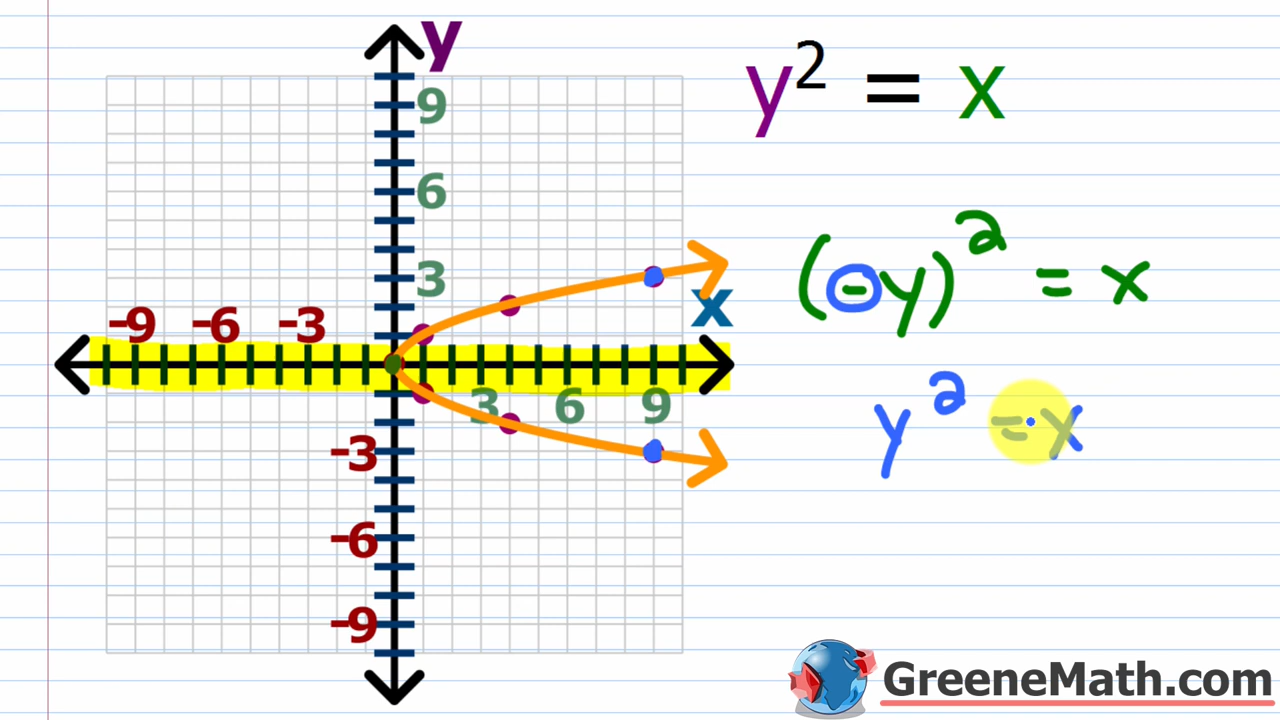 y
y² = x
9
6
(-y)² = x
3
x
-9 -6 -3
3 6 9
y² = x
-3
-6
-9
GreeneMath.com